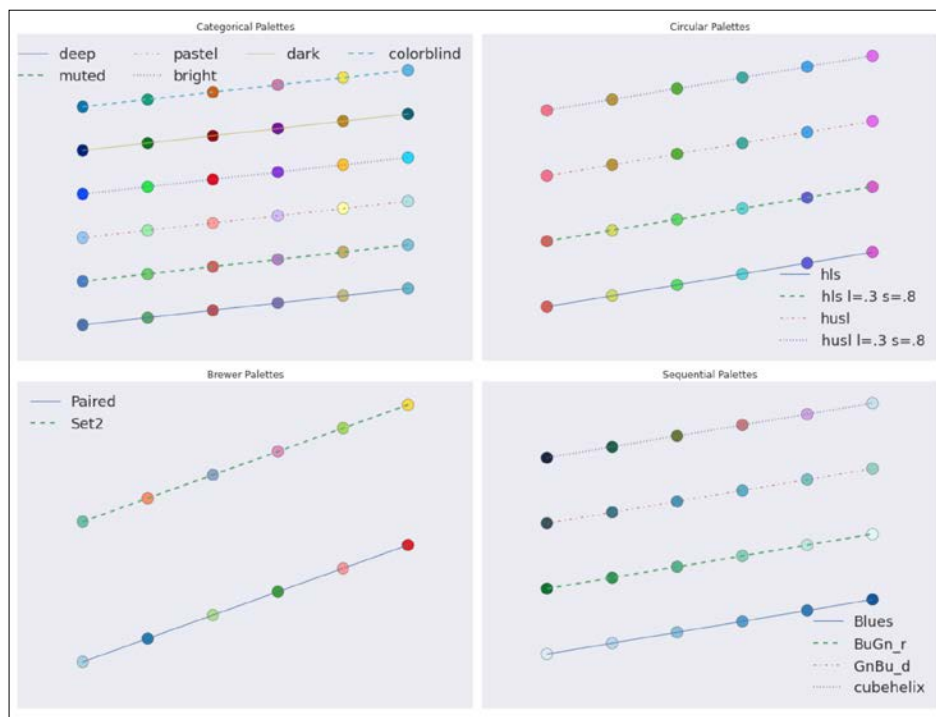 Categorical Palettes
deep pastel dark colorblind
muted bright
Circular Palettes
hls
hls l=.3 s=.8
husl
husl l=.3 s=.8
Brewer Palettes
Paired
Set2
Sequential Palettes
Blues
BuGn_r
GnBu_d
cubehelix